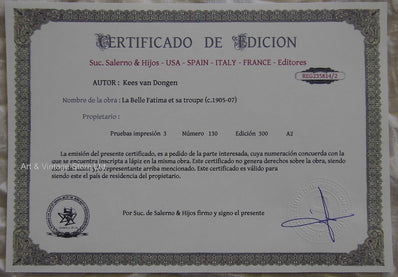 CERTIFICADO DE EDICION
Suc. Salerno & Hijos - USA - SPAIN - ITALY - FRANCE - Editores
REG255814/2
AUTOR : Kees van Dongen
Nombre de la obra : La Belle Fatima et sa troupe (c.1905-07)
Propietario :
Pruebas impresión 3 Número 130 Edición 300 A2
La emisión del presente certificado, es a pedido de la parte interesada, cuya numeración concuerda con la
que se encuentra inscripta a lápiz en la misma obra. Este certificado no genera derechos sobre la obra, siendo
representante arriba mencionado. Este certificado es válido para
siendo este el país de residencia del propietario.
Art & Vin
Por Suc. de Salerno & Hijos firmo y signo el presente